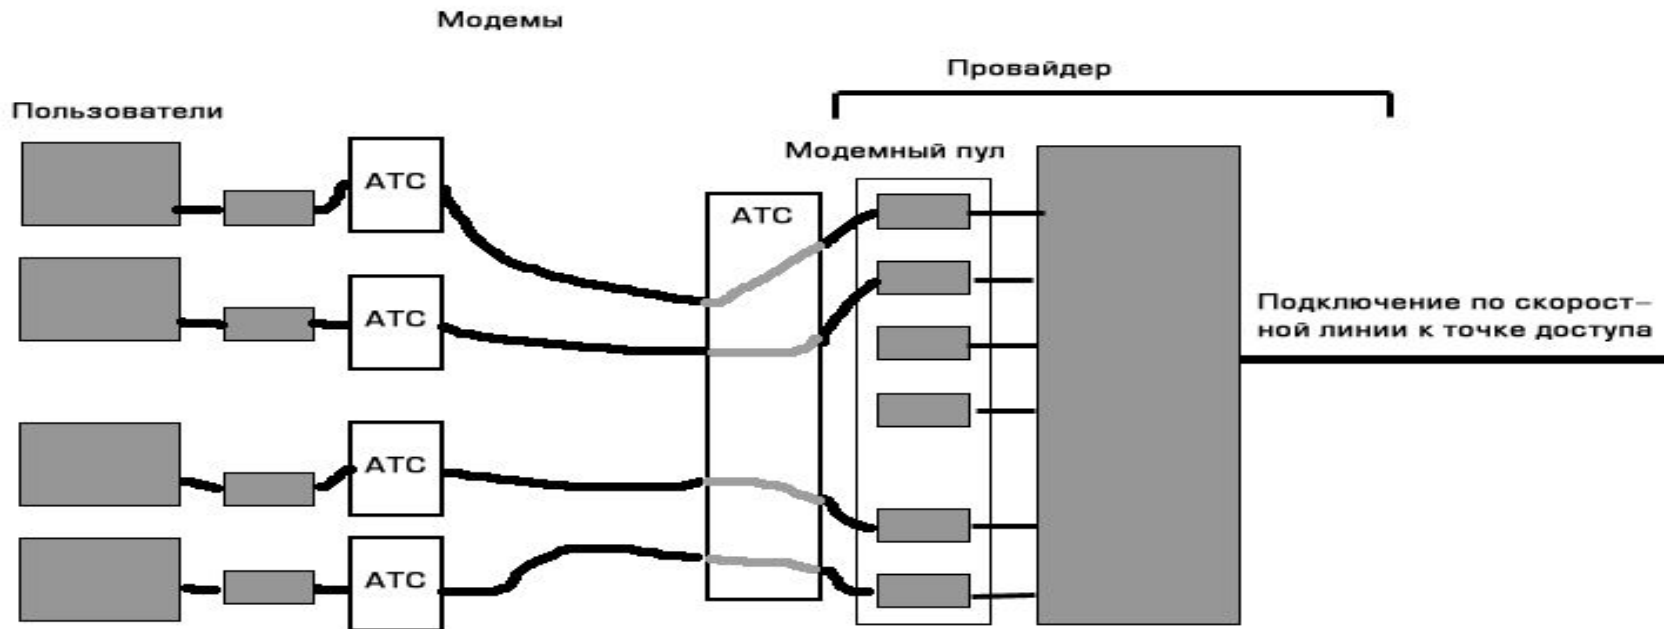 Модемы
Провайдер
Пользователи
Модемный пул
АТС
АТС
АТС
АТС
АТС
Подключение по скорост–
ной линии к точке доступа